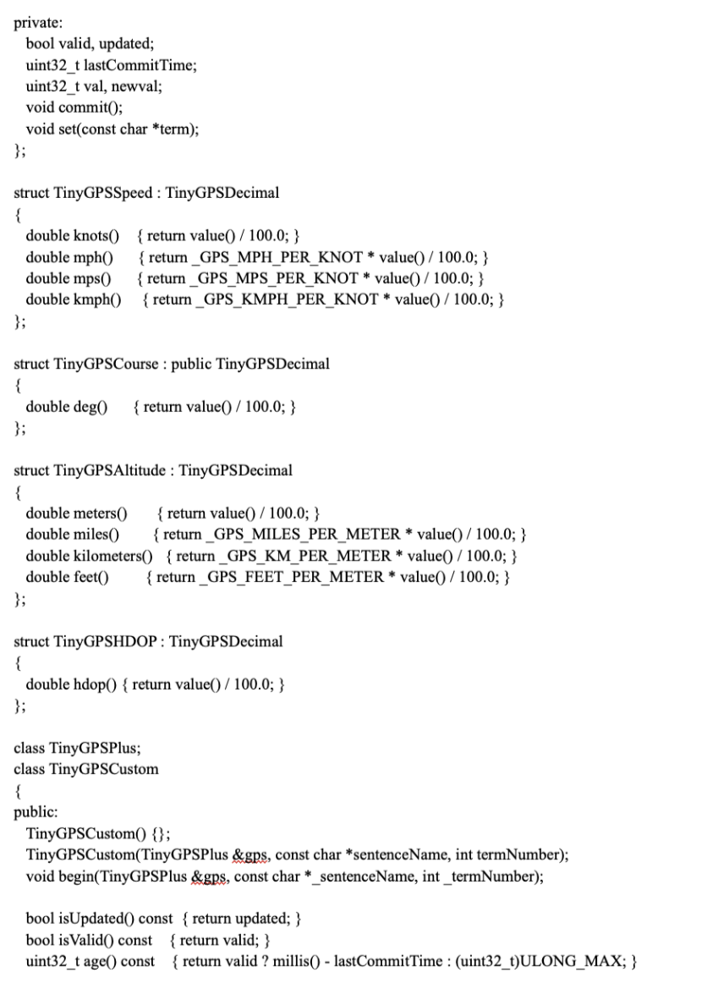 private:
bool valid, updated;
uint32_t lastCommitTime;
uint32_t val, newval;
void commit();
void set(const char *term);
};
struct TinyGPSSpeed : TinyGPSDecimal
{
double knots() { return value() / 100.0; }
double mph() { return _GPS_MPH_PER_KNOT * value() / 100.0; }
double mps() { return _GPS_MPS_PER_KNOT * value() / 100.0; }
double kmph() { return _GPS_KMPH_PER_KNOT * value() / 100.0; }
};
struct TinyGPSCourse : public TinyGPSDecimal
{
double deg() { return value() / 100.0; }
};
struct TinyGPSAltitude : TinyGPSDecimal
{
double meters() { return value() / 100.0; }
double miles() { return _GPS_MILES_PER_METER * value() / 100.0; }
double kilometers() { return _GPS_KM_PER_METER * value() / 100.0; }
double feet() { return _GPS_FEET_PER_METER * value() / 100.0; }
};
struct TinyGPSHDOP : TinyGPSDecimal
{
double hdop() { return value() / 100.0; }
};
class TinyGPSPlus;
class TinyGPSCustom
{
public:
TinyGPSCustom() {};
TinyGPSCustom(TinyGPSPlus &gps, const char *sentenceName, int termNumber);
void begin(TinyGPSPlus &gps, const char *_sentenceName, int _termNumber);
bool isUpdated() const { return updated; }
bool isValid() const { return valid; }
uint32_t age() const { return valid ? millis() - lastCommitTime : (uint32_t)ULONG_MAX; }